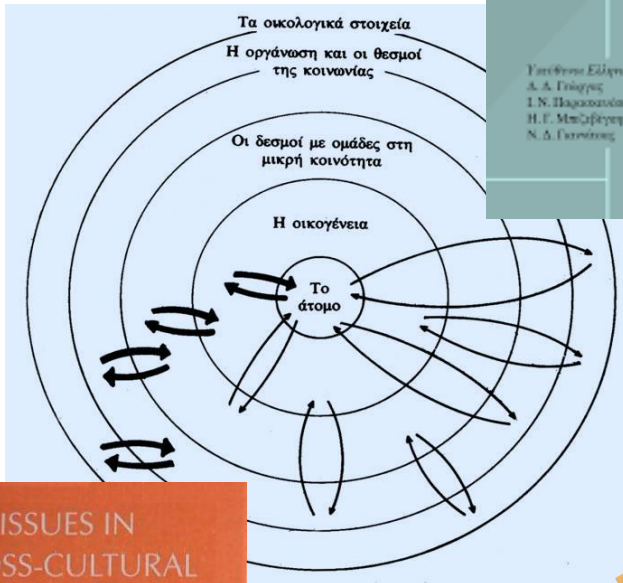 Τα οικολογικά στοιχεία
Η οργάνωση και οι θεσμοί
της κοινωνίας
Οι δεσμοί με ομάδες στη
μικρή κοινότητα
Η οικογένεια
Το
άτομο
Α. Δ.
Ι. Ν.
Η. Γ.
Ν. Δ.
ISSUES IN
SS-CULTURAL